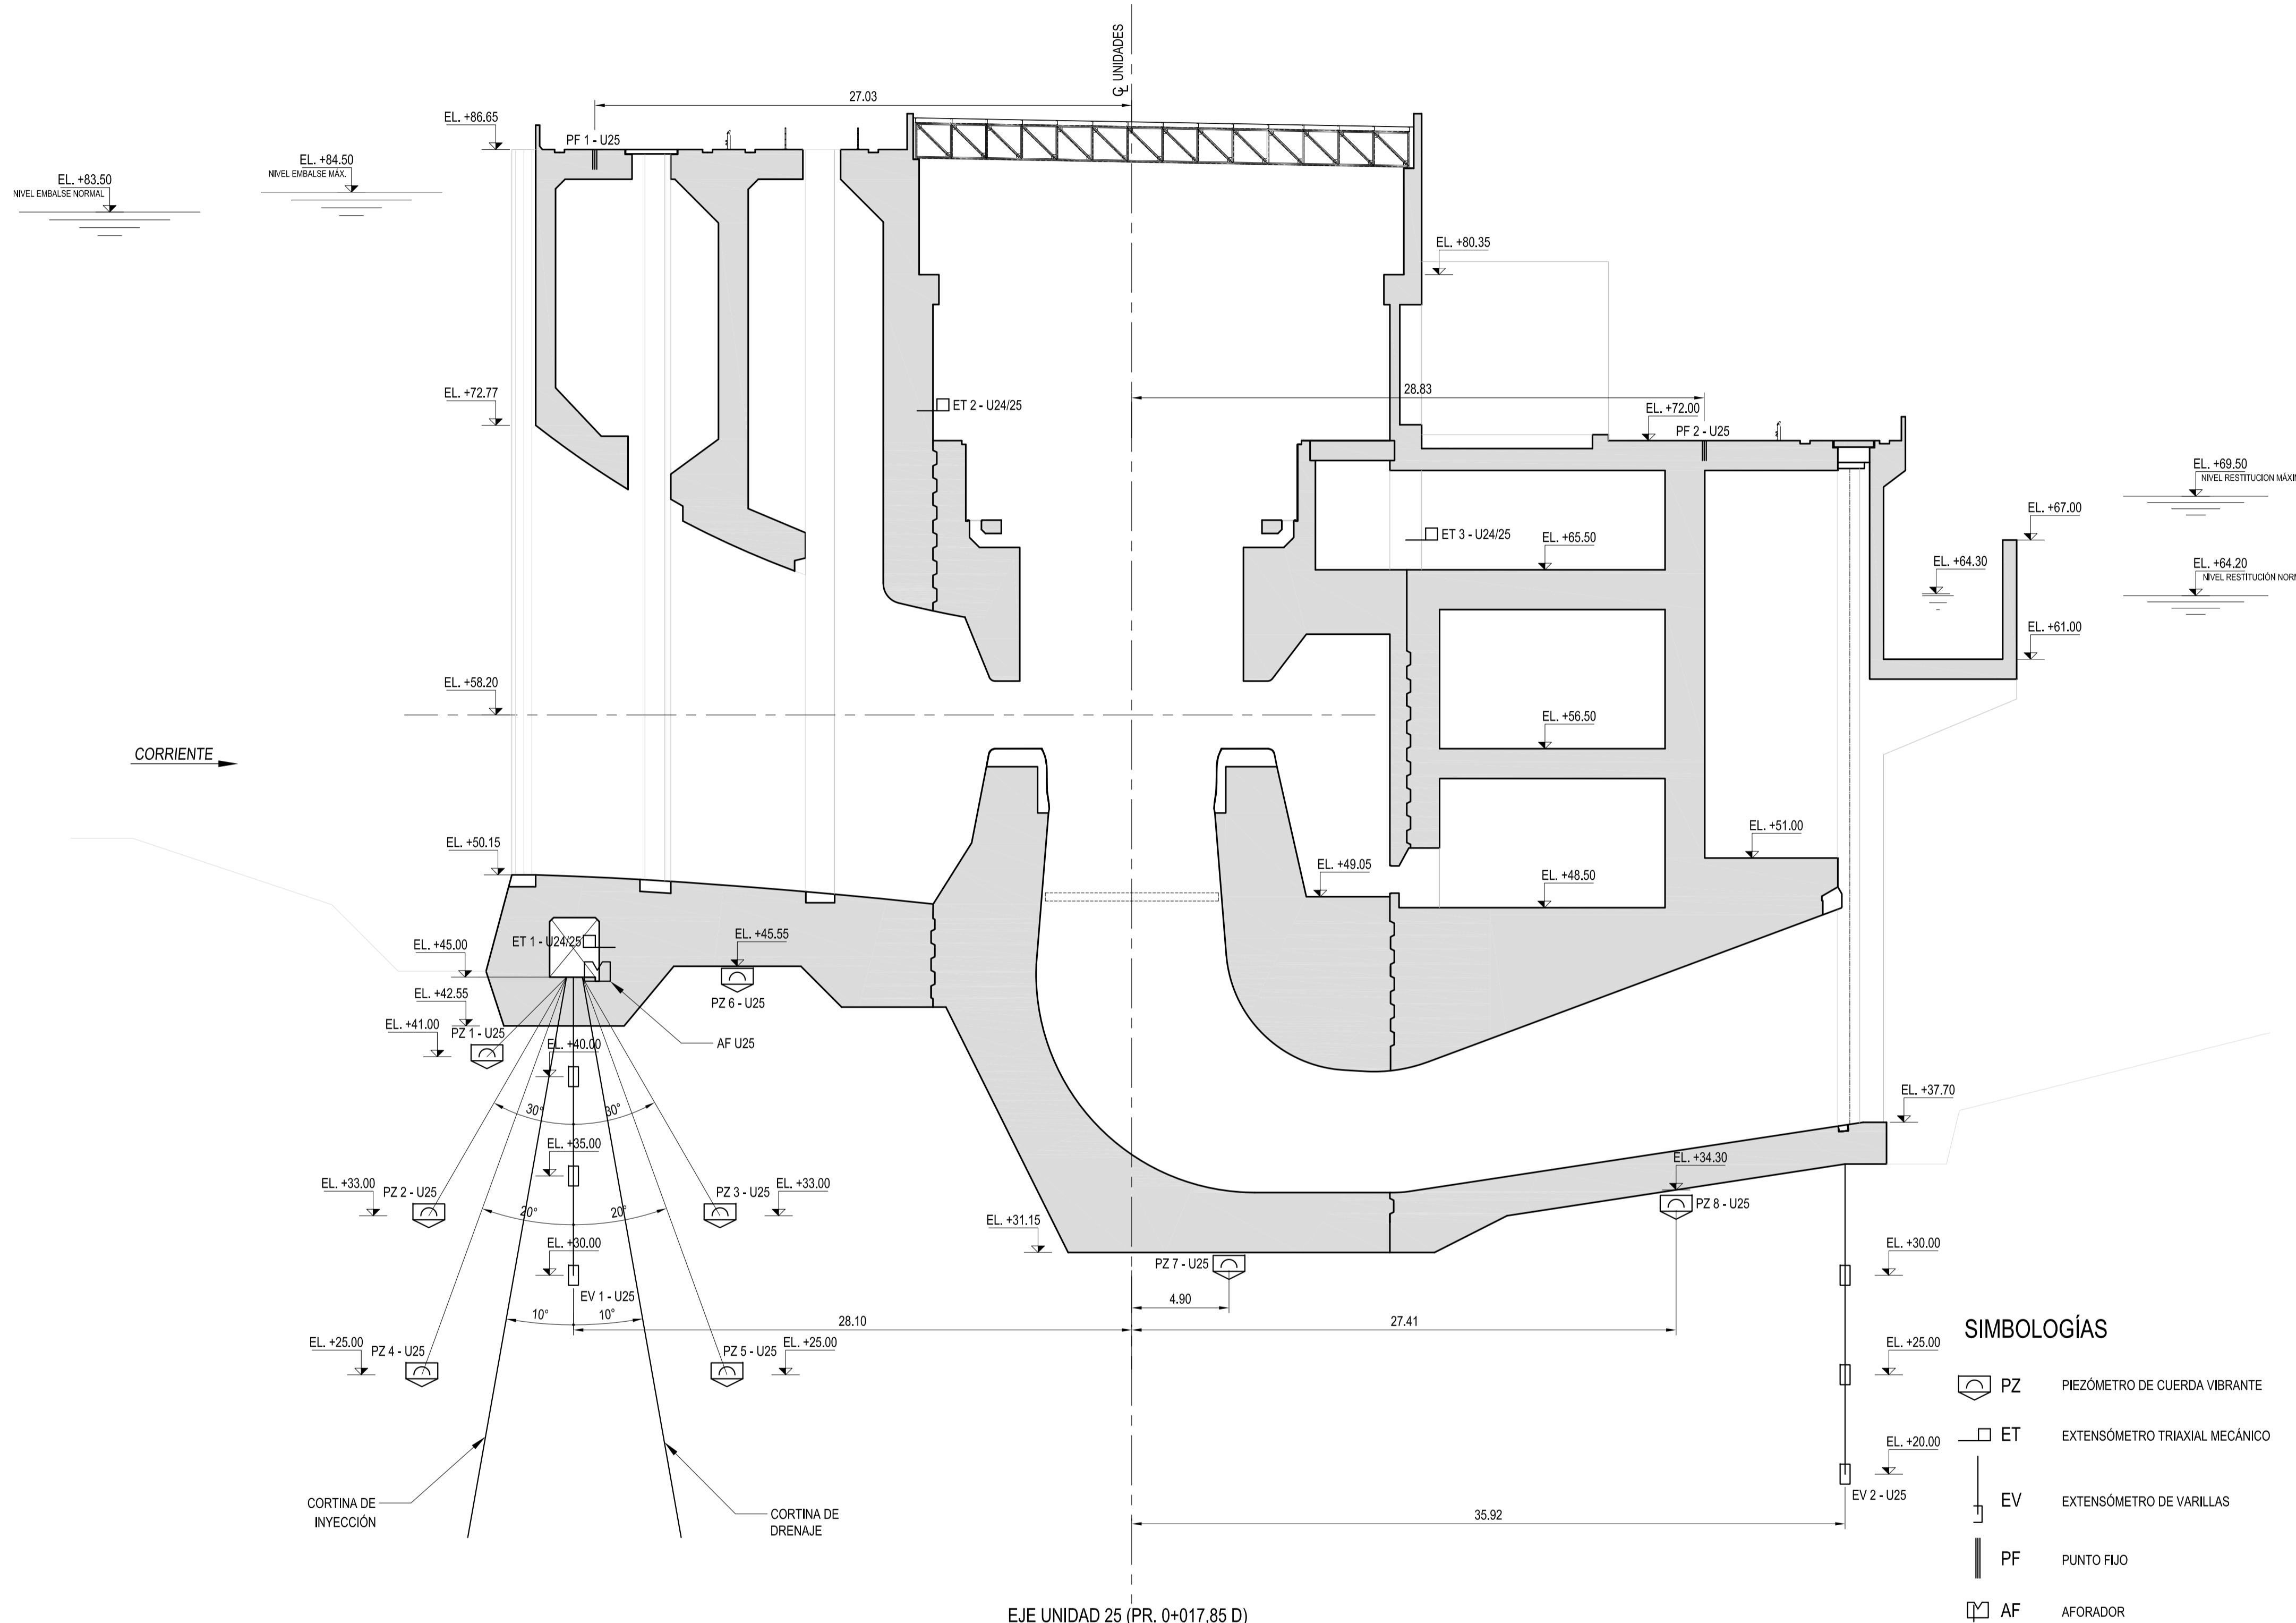 ℄ UNIDADES
27.03
EL. +86.65
PF 1 - U25
EL. +84.50
NIVEL EMBALSE MÁX.
EL. +83.50
NIVEL EMBALSE NORMAL
EL. +80.35
EL. +72.77
ET 2 - U24/25
28.83
EL. +72.00
PF 2 - U25
EL. +69.50
NIVEL RESTITUCION MÁXI
EL. +67.00
ET 3 - U24/25
EL. +65.50
EL. +64.30
EL. +64.20
NIVEL RESTITUCIÓN NOR
EL. +61.00
EL. +58.20
EL. +56.50
CORRIENTE
EL. +51.00
EL. +50.15
EL. +49.05
EL. +48.50
ET 1 - U24/25
EL. +45.55
EL. +45.00
PZ 6 - U25
EL. +42.55
EL. +41.00
PZ 1 - U25
EL. +40.00
AF U25
EL. +37.70
30°
30°
EL. +35.00
EL. +34.30
EL. +33.00
PZ 2 - U25
PZ 3 - U25
EL. +33.00
PZ 8 - U25
20°
20°
EL. +31.15
EL. +30.00
PZ 7 - U25
EL. +30.00
EV 1 - U25
4.90
10°
10°
28.10
27.41
EL. +25.00
PZ 4 - U25
PZ 5 - U25
EL. +25.00
EL. +25.00
EL. +20.00
EV 2 - U25
CORTINA DE
INYECCIÓN
CORTINA DE
DRENAJE
35.92
EJE UNIDAD 25 (PR. 0+017,85 D)
SIMBOLOGÍAS
PZ PIEZÓMETRO DE CUERDA VIBRANTE
ET EXTENSÓMETRO TRIAXIAL MECÁNICO
EV EXTENSÓMETRO DE VARILLAS
PF PUNTO FIJO
AF AFORADOR